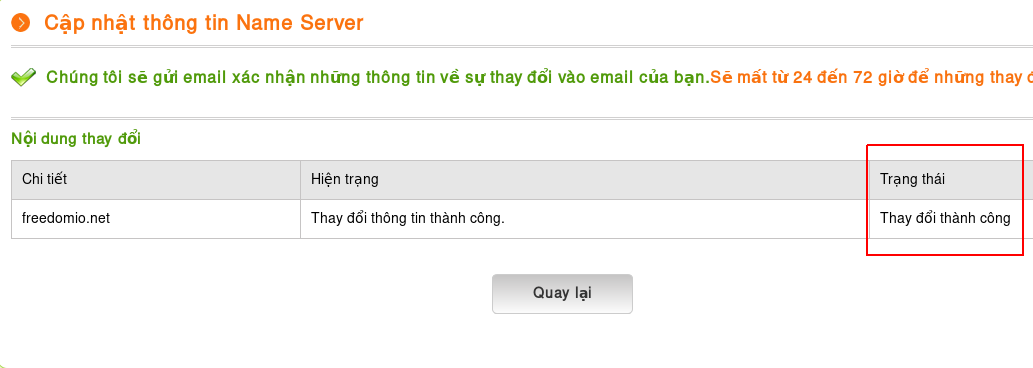 Cập nhật thông tin Name Server
Chúng tôi sẽ gửi email xác nhận những thông tin về sự thay đổi vào email của bạn.Sẽ mất từ 24 đến 72 giờ để những thay
Nội dung thay đổi
Chi tiết Hiện trạng Trạng thái
freedomio.net Thay đổi thông tin thành công. Thay đổi thành công
Quay lại